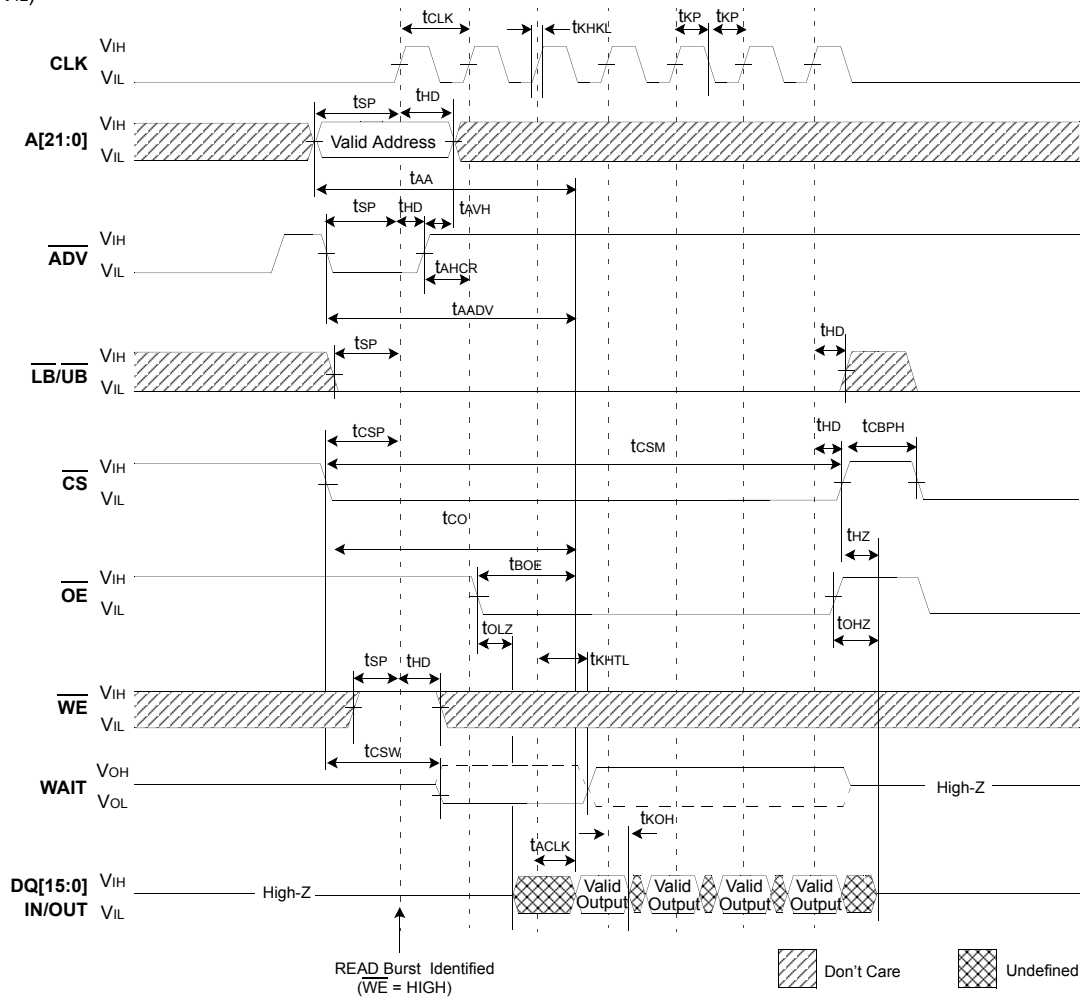 tCLK
tKHKL
tKP tKP
VIH
CLK
VIL
tSP tHD
VIH
A[21:0]
Valid Address
VIL
tAA
tSP tHD tAVH
VIH
ADV
VIL
tAHCR
tAADV
tHD
tSP
VIH
LB/UB
VIL
tCSP
tHD tCBPH
tCSM
VIH
CS
VIL
tCO
tHZ
tBOE
VIH
OE
VIL
tOLZ
tOHZ
tKHTL
tSP tHD
VIH
WE
VIL
tCSW
VOH
WAIT
High-Z
VOL
tKOH
tACLK
DQ[15:0] VIH
High-Z
Valid Valid Valid Valid
Output Output Output Output
IN/OUT VIL
READ Burst Identified
(WE = HIGH)
Don't Care
Undefined